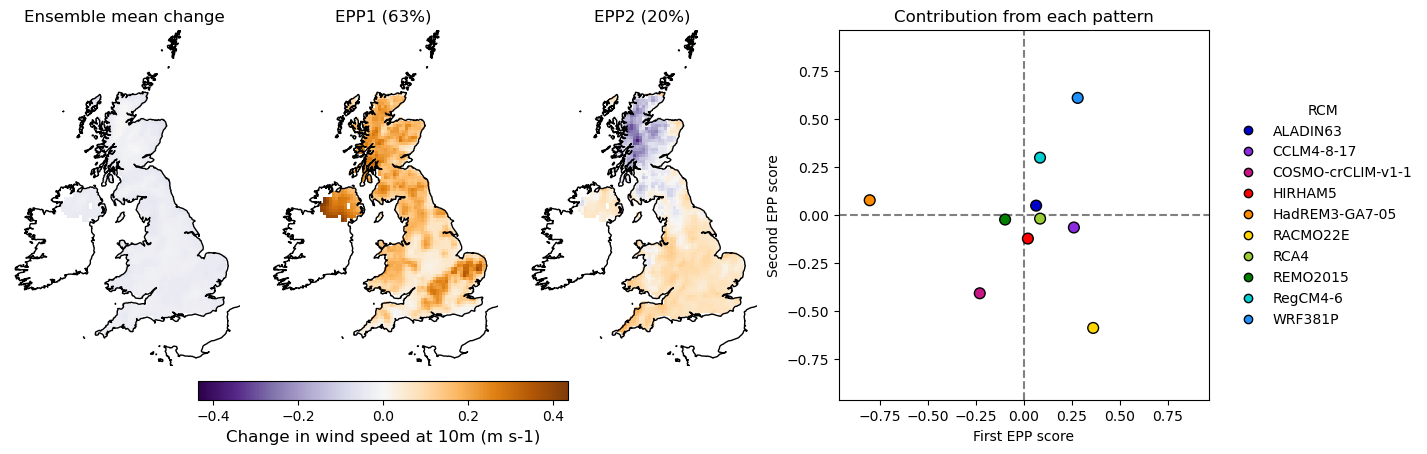 Ensemble mean change
EPP1 (63%)
EPP2 (20%)
Contribution from each pattern
−0.4
−0.2
0.0
0.2
0.4
Change in wind speed at 10m (m s-1)
Second EPP score
0.75
0.50
0.25
0.00
−0.25
−0.50
−0.75
−0.75
−0.50
−0.25
0.00
0.25
0.50
0.75
First EPP score
RCM
ALADIN63
CCLM4-8-17
COSMO-crCLIM-v1-1
HIRHAM5
HadREM3-GA7-05
RACMO22E
RCA4
REMO2015
RegCM4-6
WRF381P